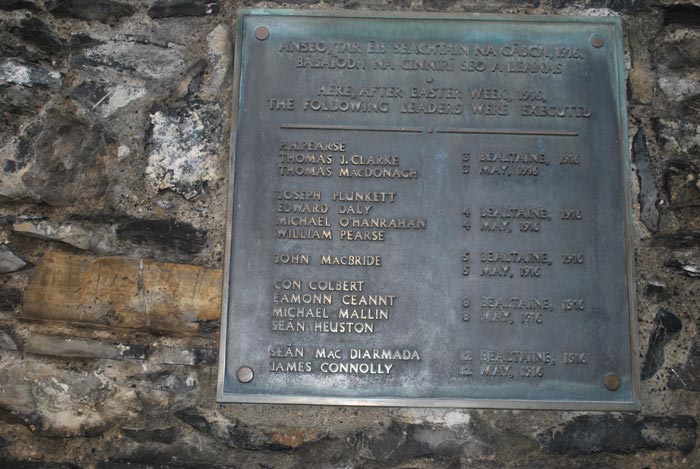 ANSEO, TAR ÉIS SEACHTAIN NA CÁSCA, 1916,
BÁSAÍODH NA CINNIRÍ SEO A LEANAS
HERE, AFTER EASTER WEEK, 1916,
THE FOLLOWING LEADERS WERE EXECUTED
P.H. PEARSE
THOMAS J. CLARKE 3 BEALTAINE, 1916
THOMAS MACDONAGH 3 MAY, 1916
JOSEPH PLUNKETT
EDWARD DALY 4 BEALTAINE, 1916
MICHAEL O'HANRAHAN 4 MAY, 1916
WILLIAM PEARSE
JOHN MACBRIDE 5 BEALTAINE, 1916
5 MAY, 1916
CON COLBERT
EAMONN CEANNT 8 BEALTAINE, 1916
MICHAEL MALLIN 8 MAY, 1916
SEAN HEUSTON
SEÁN MAC DIARMADA 12 BEALTAINE, 1916
JAMES CONNOLLY 12 MAY, 1916